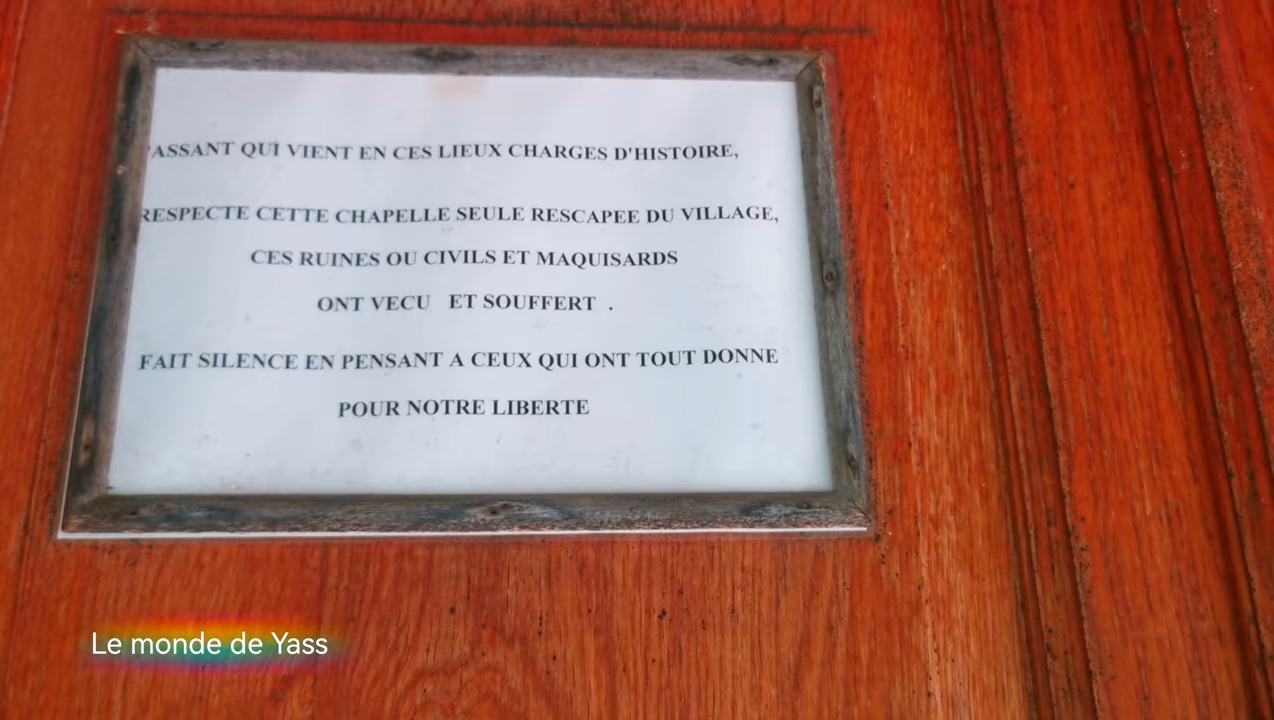 PASSANT QUI VIENT EN CES LIEUX CHARGES D'HISTOIRE,
RESPECTE CETTE CHAPELLE SEULE RESCAPEE DU VILLAGE,
CES RUINES OU CIVILS ET MAQUISARDS
ONT VECU ET SOUFFERT .
FAIT SILENCE EN PENSANT A CEUX QUI ONT TOUT DONNE
POUR NOTRE LIBERTE
Le monde de Yass